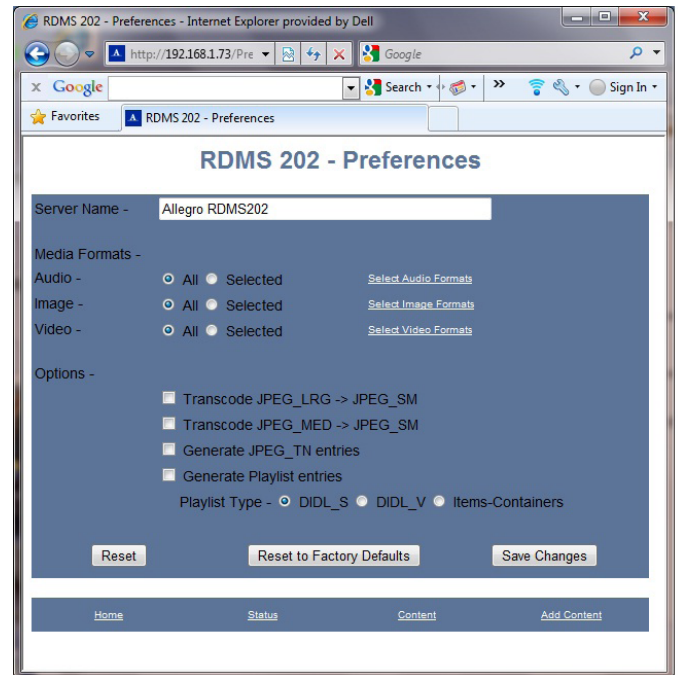 RDMS 202 - Preferences - Internet Explorer provided by Dell
http://192.168.1.73/Pre
Google
x Google Search Sign In
Favorites RDMS 202 - Preferences
RDMS 202 - Preferences
Server Name - Allegro RDMS202
Media Formats -
Audio - All Selected Select Audio Formats
Image - All Selected Select Image Formats
Video - All Selected Select Video Formats
Options -
Transcode JPEG_LRG -> JPEG_SM
Transcode JPEG_MED -> JPEG_SM
Generate JPEG_TN entries
Generate Playlist entries
Playlist Type - DIDL_S DIDL_V Items-Containers
Reset Reset to Factory Defaults Save Changes
Home Status Content Add Content